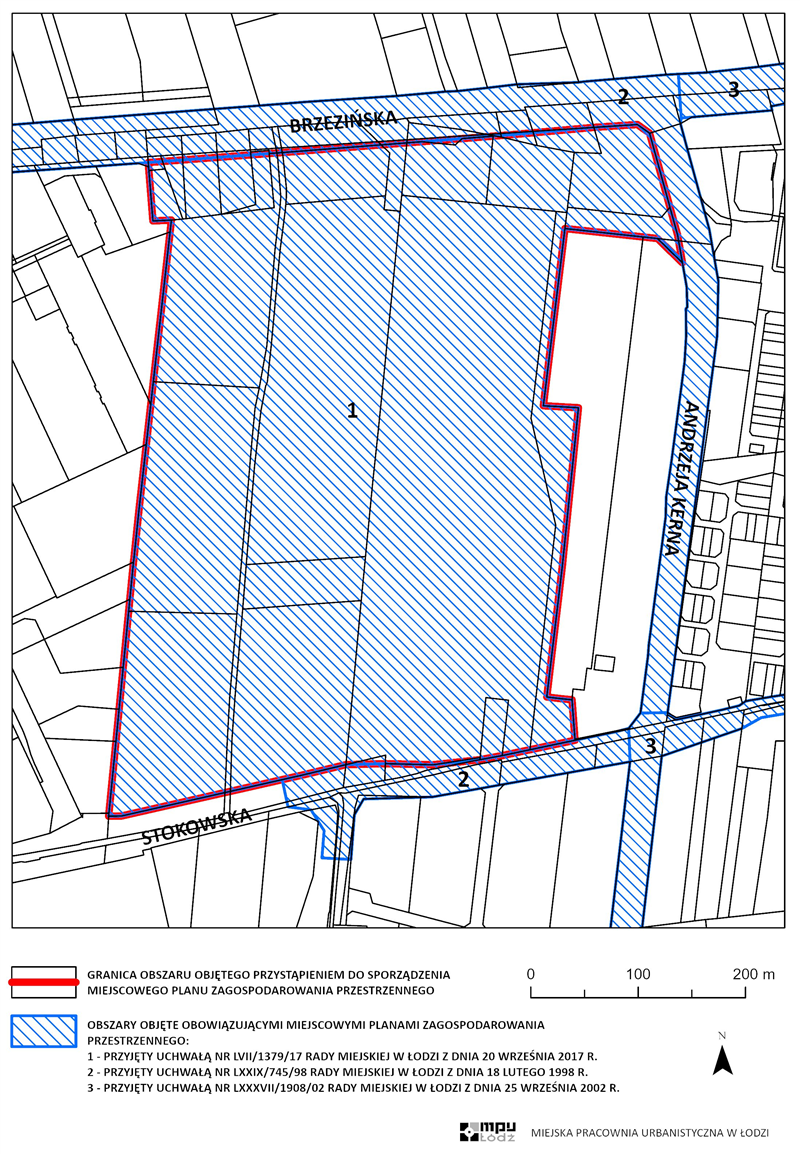 2
3
BRZEZIŃSKA
1
ANDRZEJA KERNA
3
2
STOKOWSKA
GRANICA OBSZARU OBJĘTEGO PRZYSTĄPIENIEM DO SPORZĄDZENIA
MIEJSCOWEGO PLANU ZAGOSPODAROWANIA PRZESTRZENNEGO
0 100 200 m
OBSZARY OBJĘTE OBOWIĄZUJĄCYMI MIEJSCOWYMI PLANAMI ZAGOSPODAROWANIA
PRZESTRZENNEGO:
1 - PRZYJĘTY UCHWAŁĄ NR LVII/1379/17 RADY MIEJSKIEJ W ŁODZI Z DNIA 20 WRZEŚNIA 2017 R.
2 - PRZYJĘTY UCHWAŁĄ NR LXXIX/745/98 RADY MIEJSKIEJ W ŁODZI Z DNIA 18 LUTEGO 1998 R.
3 - PRZYJĘTY UCHWAŁĄ NR LXXXVII/1908/02 RADY MIEJSKIEJ W ŁODZI Z DNIA 25 WRZEŚNIA 2002 R.
N
mpu
Łódź
MIEJSKA PRACOWNIA URBANISTYCZNA W ŁODZI